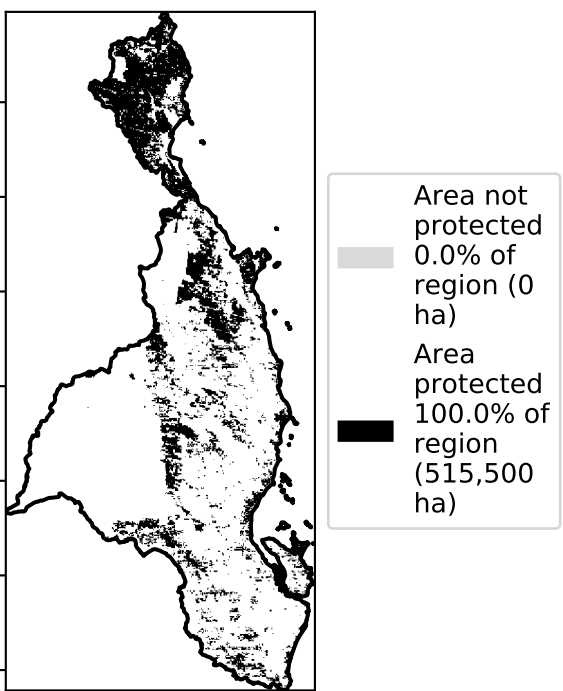 Area not
protected
0.0% of
region (0
ha)
Area
protected
100.0% of
region
(515,500
ha)